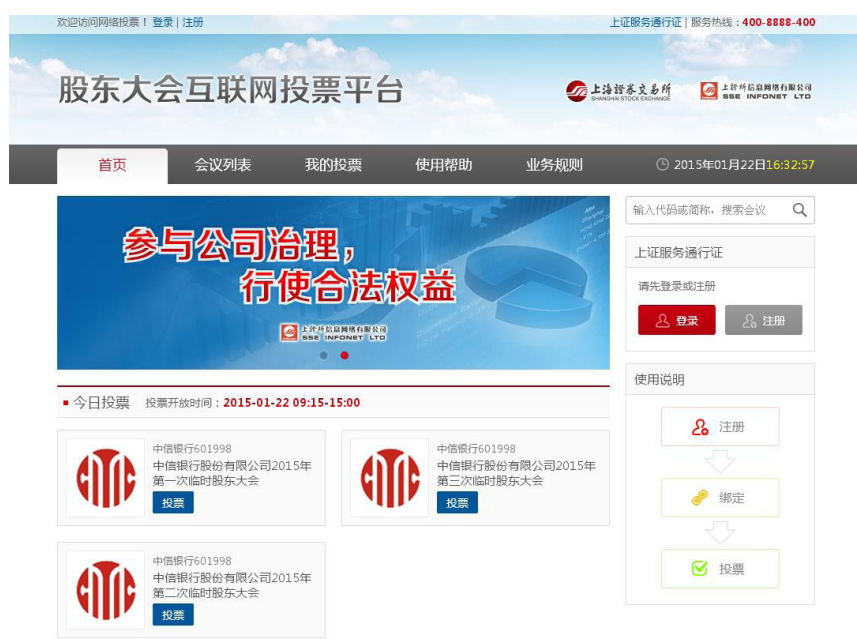 欢迎访问网络投票！ 登录 | 注册
上证服务通行证 | 服务热线：400-8888-400
股东大会互联网投票平台
上海證券交易所
SHANGHAI STOCK EXCHANGE
上证所信息网络有限公司
SSE INFONET LTD
首页 会议列表 我的投票 使用帮助 业务规则 2015年01月22日16:32:57
参与公司治理，
行使合法权益
上证所信息网络有限公司
SSE INFONET LTD
输入代码或简称，搜索会议
上证服务通行证
请先登录或注册
登录 注册
使用说明
注册
绑定
投票
今日投票 投票开放时间：2015-01-22 09:15-15:00
中信银行601998
中信银行股份有限公司2015年
第一次临时股东大会
投票
中信银行601998
中信银行股份有限公司2015年
第三次临时股东大会
投票
中信银行601998
中信银行股份有限公司2015年
第二次临时股东大会
投票